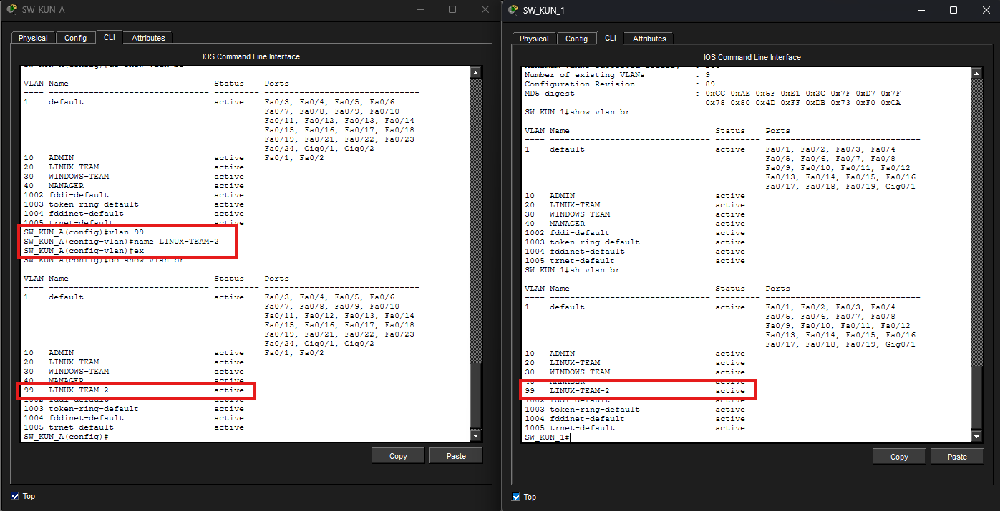 SW_KUN_A
Physical Config CLI Attributes
IOS Command Line Interface
VLAN Name Status Ports
---- -------------------------------- --------- -------------------------------
1 default active Fa0/3, Fa0/4, Fa0/5, Fa0/6
Fa0/7, Fa0/8, Fa0/9, Fa0/10
Fa0/11, Fa0/12, Fa0/13, Fa0/14
Fa0/15, Fa0/16, Fa0/17, Fa0/18
Fa0/19, Fa0/21, Fa0/22, Fa0/23
Fa0/24, Gig0/1, Gig0/2
10 ADMIN active Fa0/1, Fa0/2
20 LINUX-TEAM active
30 WINDOWS-TEAM active
40 MANAGER active
1002 fddi-default active
1003 token-ring-default active
1004 fddinet-default active
1005 trnet-default active
SW_KUN_A(config)#vlan 99
SW_KUN_A(config-vlan)#name LINUX-TEAM-2
SW_KUN_A(config-vlan)#ex
SW_KUN_A(config)#do show vlan br
VLAN Name Status Ports
---- -------------------------------- --------- -------------------------------
1 default active Fa0/3, Fa0/4, Fa0/5, Fa0/6
Fa0/7, Fa0/8, Fa0/9, Fa0/10
Fa0/11, Fa0/12, Fa0/13, Fa0/14
Fa0/15, Fa0/16, Fa0/17, Fa0/18
Fa0/19, Fa0/21, Fa0/22, Fa0/23
Fa0/24, Gig0/1, Gig0/2
10 ADMIN active Fa0/1, Fa0/2
20 LINUX-TEAM active
30 WINDOWS-TEAM active
40 MANAGER active
99 LINUX-TEAM-2 active
1002 fddi-default active
1003 token-ring-default active
1004 fddinet-default active
1005 trnet-default active
SW_KUN_A(config)#
Copy Paste
Top
SW_KUN_1
Physical Config CLI Attributes
IOS Command Line Interface
Number of existing VLANs : 9
Configuration Revision : 89
MD5 digest : 0xCC 0xAE 0x5F 0xE1 0x2C 0x7F 0xD7 0x7F
0x78 0x80 0x4D 0xFF 0xDB 0x73 0xF0 0xCA
SW_KUN_1#show vlan br
VLAN Name Status Ports
---- -------------------------------- --------- -------------------------------
1 default active Fa0/1, Fa0/2, Fa0/3, Fa0/4
Fa0/5, Fa0/6, Fa0/7, Fa0/8
Fa0/9, Fa0/10, Fa0/11, Fa0/12
Fa0/13, Fa0/14, Fa0/15, Fa0/16
Fa0/17, Fa0/18, Fa0/19, Gig0/1
10 ADMIN active
20 LINUX-TEAM active
30 WINDOWS-TEAM active
40 MANAGER active
1002 fddi-default active
1003 token-ring-default active
1004 fddinet-default active
1005 trnet-default active
SW_KUN_1#sh vlan br
VLAN Name Status Ports
---- -------------------------------- --------- -------------------------------
1 default active Fa0/1, Fa0/2, Fa0/3, Fa0/4
Fa0/5, Fa0/6, Fa0/7, Fa0/8
Fa0/9, Fa0/10, Fa0/11, Fa0/12
Fa0/13, Fa0/14, Fa0/15, Fa0/16
Fa0/17, Fa0/18, Fa0/19, Gig0/1
10 ADMIN active
20 LINUX-TEAM active
30 WINDOWS-TEAM active
40 MANAGER active
99 LINUX-TEAM-2 active
1002 fddi-default active
1003 token-ring-default active
1004 fddinet-default active
1005 trnet-default active
SW_KUN_1#
Copy Paste
Top